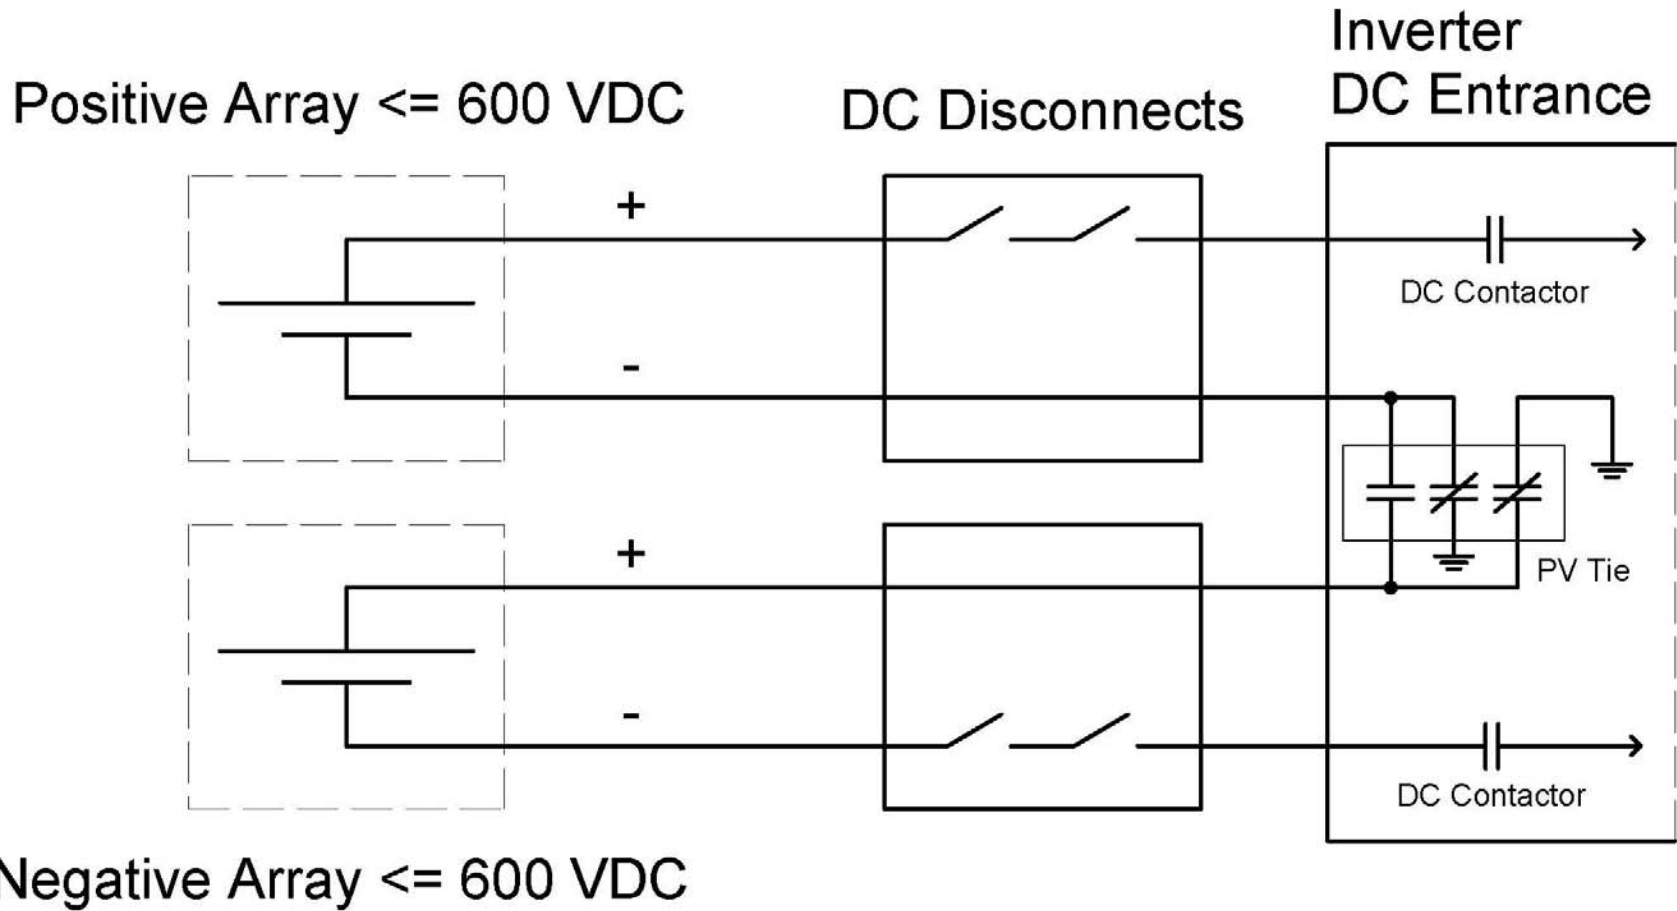 Inverter
DC Entrance
Positive Array <= 600 VDC
DC Disconnects
+
DC Contactor
-
+
PV Tie
-
DC Contactor
Negative Array <= 600 VDC